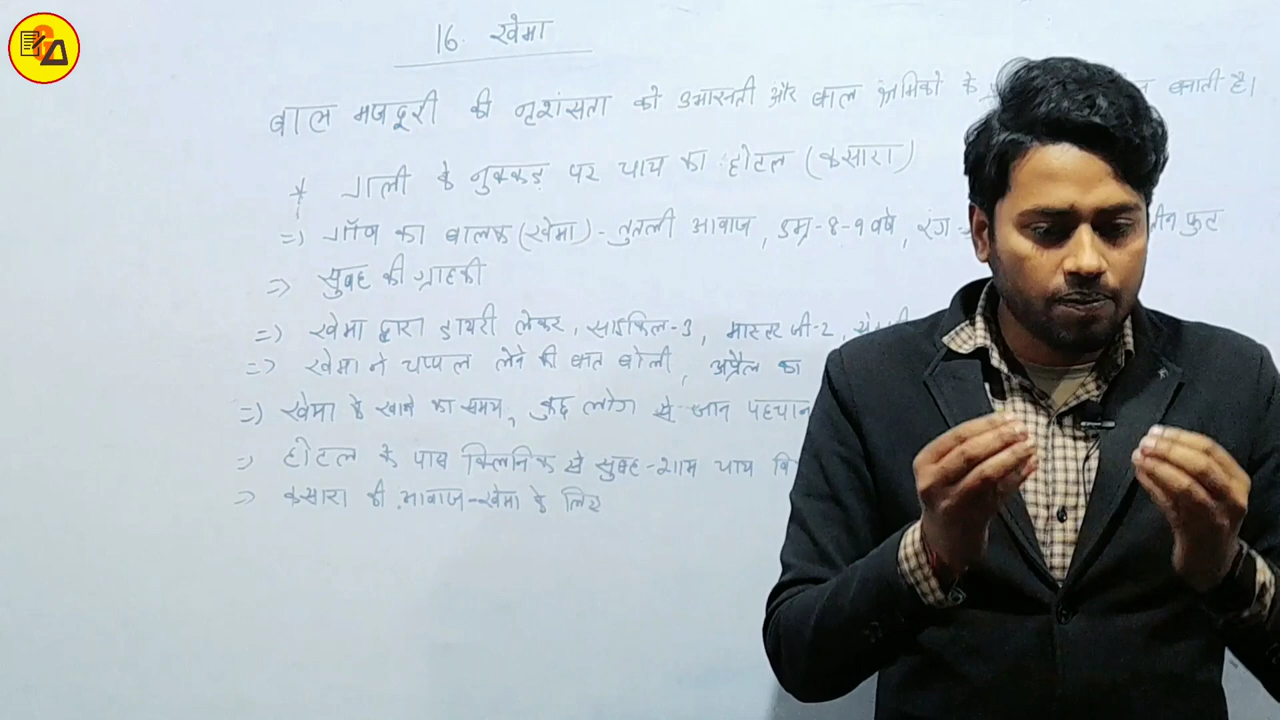 16. खेमा
बाल मजदूरी की नृशंसता को उभारती और बाल श्रमिको के बनाती है।
* गली के नुक्कड़ पर चाय का होटल (कसारा)
=> गाँव का बालक (खेमा) - तुतली आवाज, उम्र-8-9 वर्ष, रंग- तीन फुट
=> सुबह की ग्राहकी
=> खेमा द्वारा डायरी लेकर, साइकिल-3, मास्टर जी-2,
=> खेमा ने चप्पल लेने की बात बोली, अप्रैल का
=> खेमा के खाने का समय, कुछ लोग से जान पहचान
=> होटल के पास क्लिनिक से सुबह-शाम चाय
=> कसारा की आवाज-खेमा के लिए